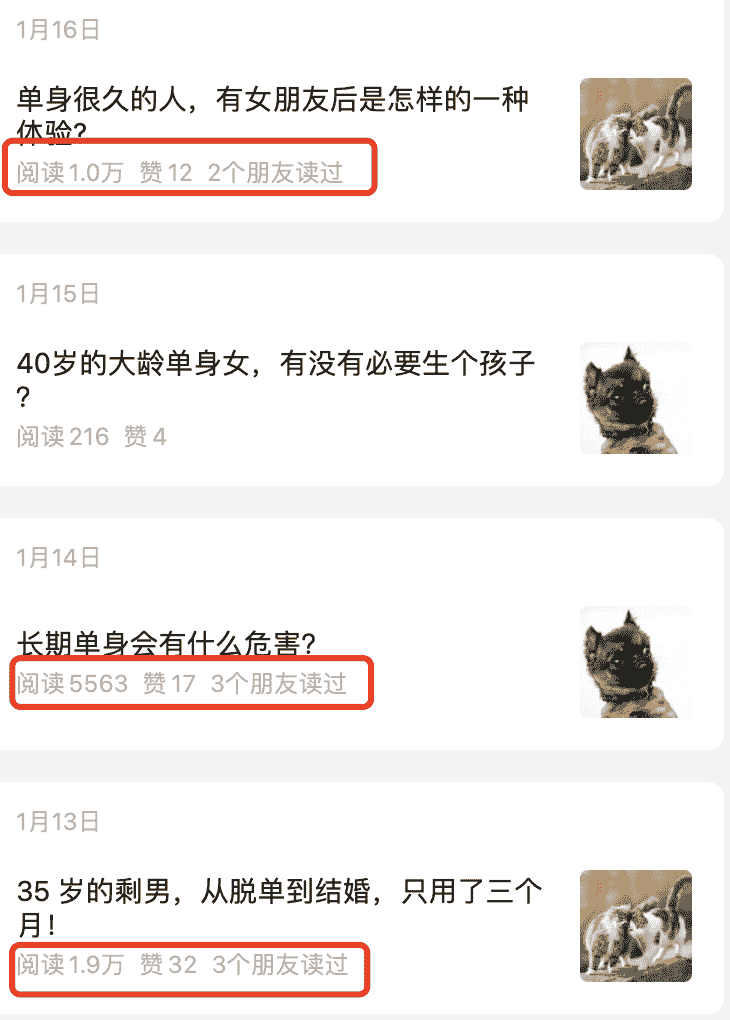 1月16日
单身很久的人，有女朋友后是怎样的一种
体验?
阅读1.0万 赞12 2个朋友读过
1月15日
40岁的大龄单身女，有没有必要生个孩子
?
阅读216 赞4
1月14日
长期单身会有什么危害?
阅读5563 赞17 3个朋友读过
1月13日
35 岁的剩男，从脱单到结婚，只用了三个
月!
阅读1.9万 赞32 3个朋友读过